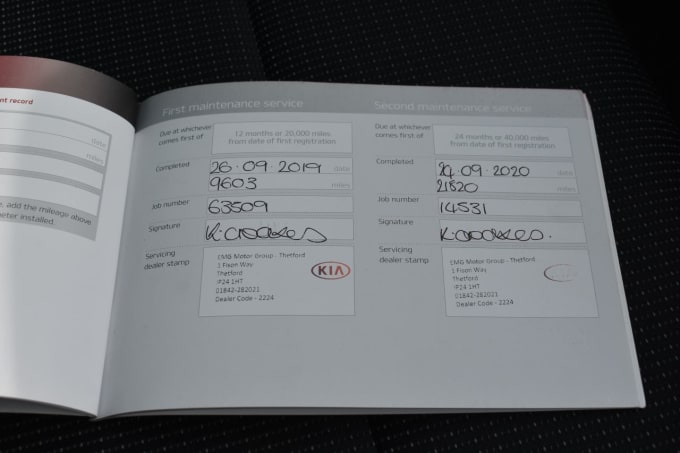 nt record
date
miles
e, add the mileage above
eter installed.
First maintenance service
Due at whichever
comes first of
12 months or 20,000 miles
from date of first registration
Completed
26.09.2019 date
9603 miles
Job number
63509
Signature
K.crookes
Servicing
dealer stamp
EMG Motor Group - Thetford
1 Fison Way
Thetford
IP24 1HT
01842-282021
Dealer Code - 2224
KIA
Second maintenance service
Due at whichever
comes first of
24 months or 40,000 miles
from date of first registration
Completed
09.2020 date
21820 miles
Job number
14531
Signature
K.crookes.
Servicing
dealer stamp
EMG Motor Group - Thetford
1 Fison Way
Thetford
IP24 1HT
01842-282021
Dealer Code - 2224